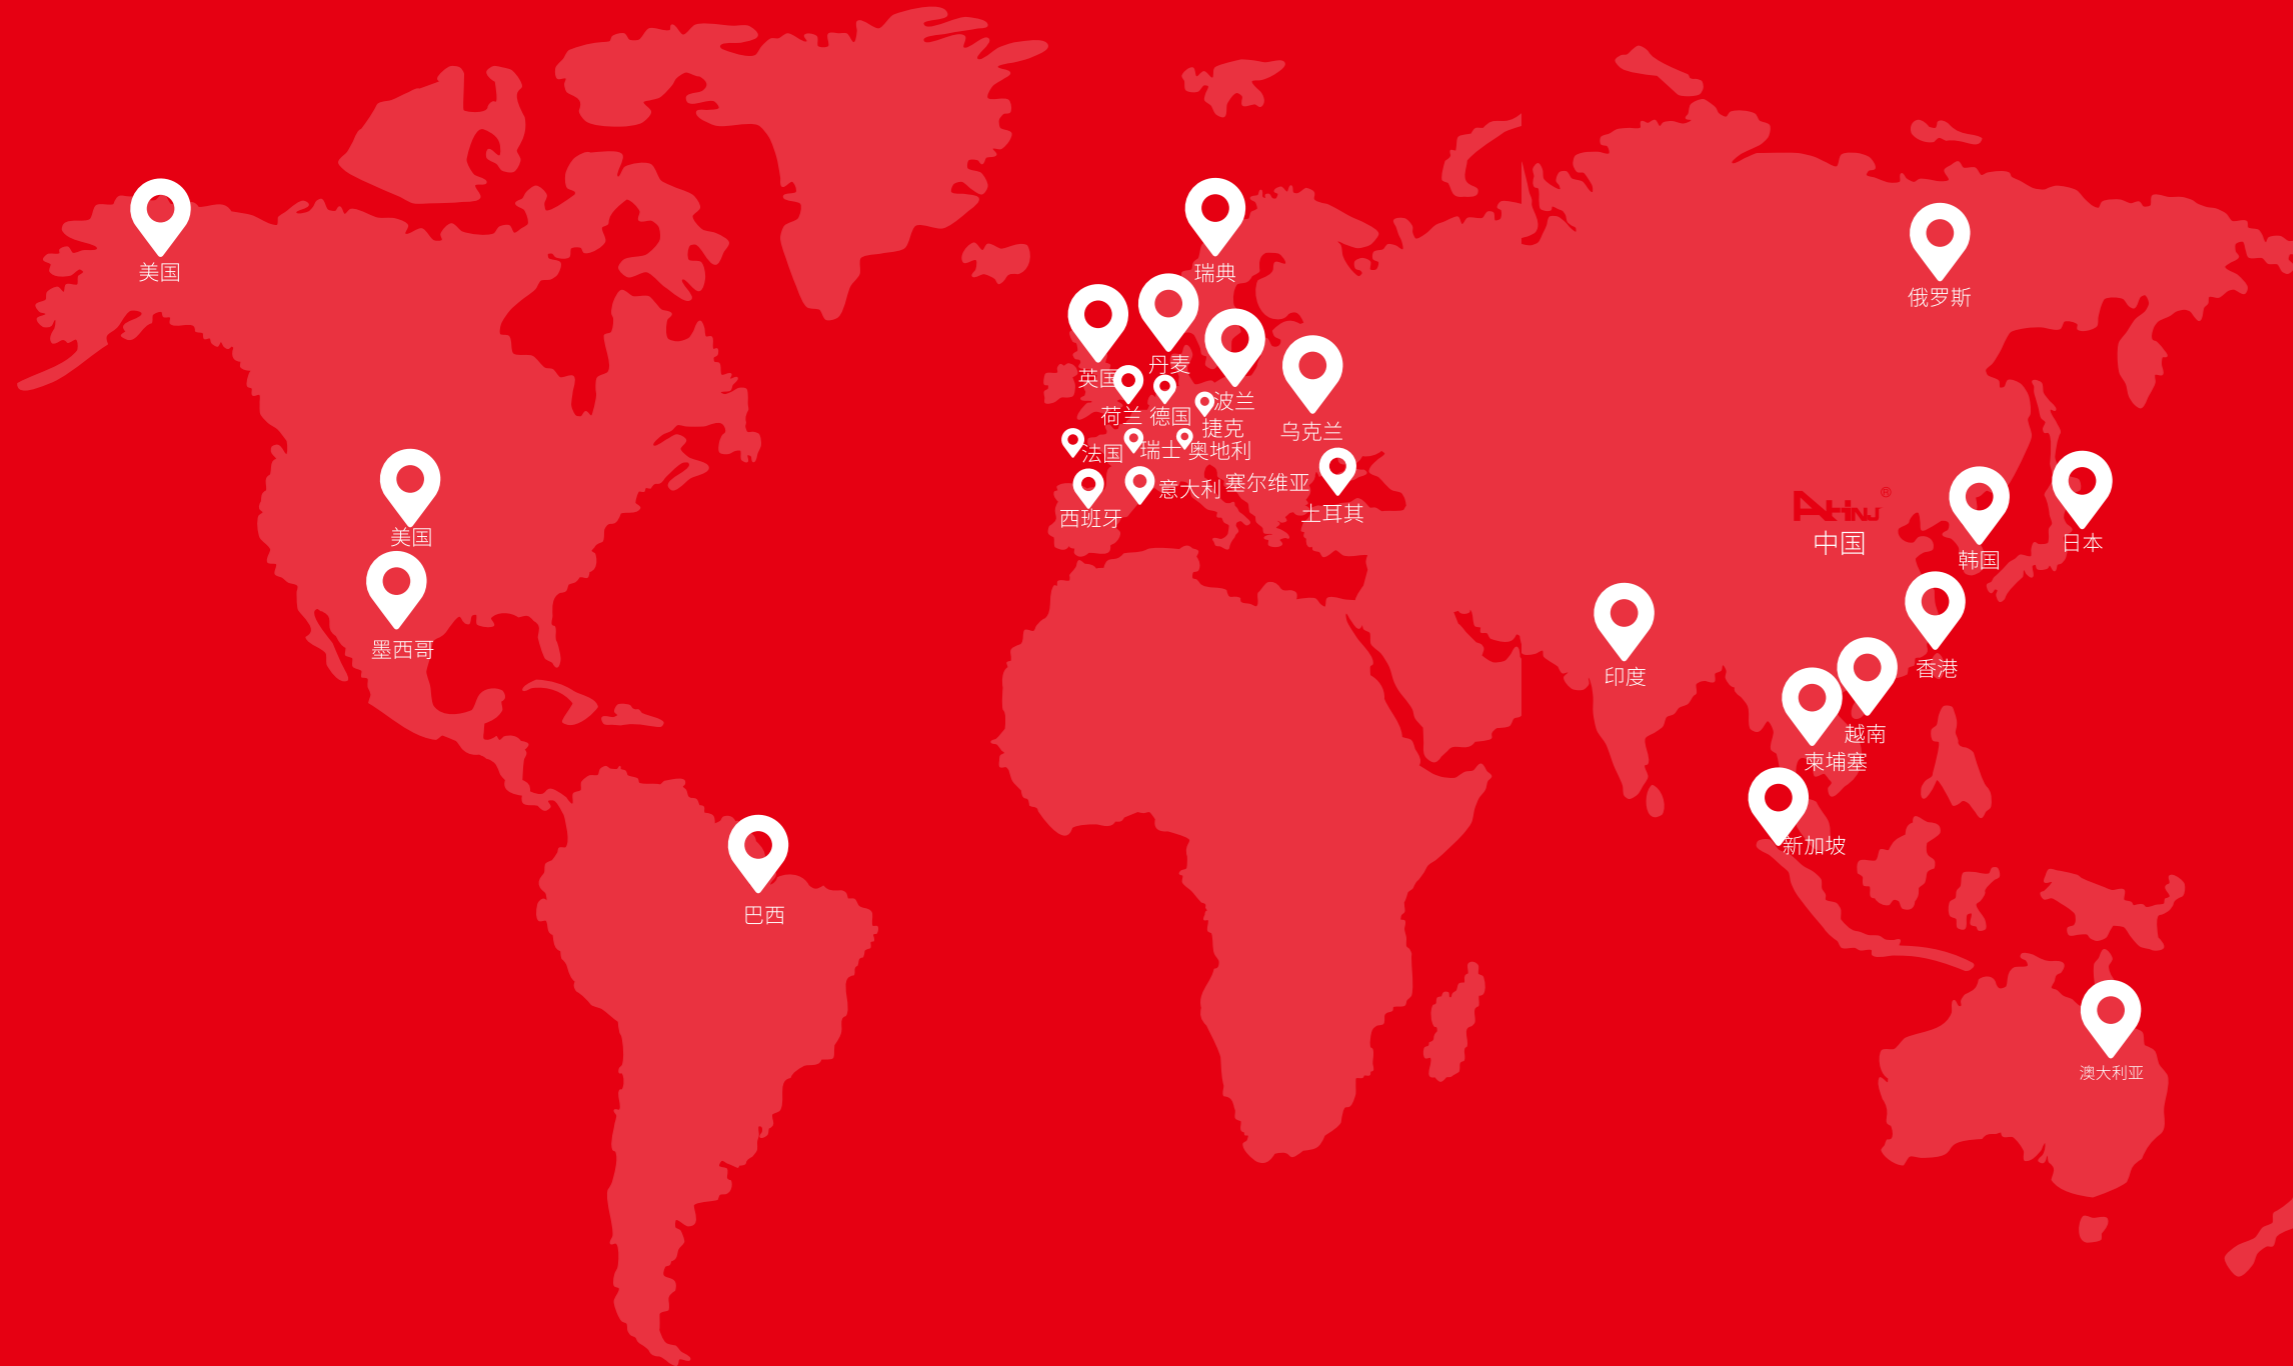 美国
瑞典
俄罗斯
丹麦
英国
波兰
荷兰
德国
捷克
乌克兰
法国
瑞士
奥地利
塞尔维亚
意大利
西班牙
土耳其
美国
墨西哥
®
中国
韩国
日本
印度
香港
越南
柬埔塞
新加坡
巴西
澳大利亚